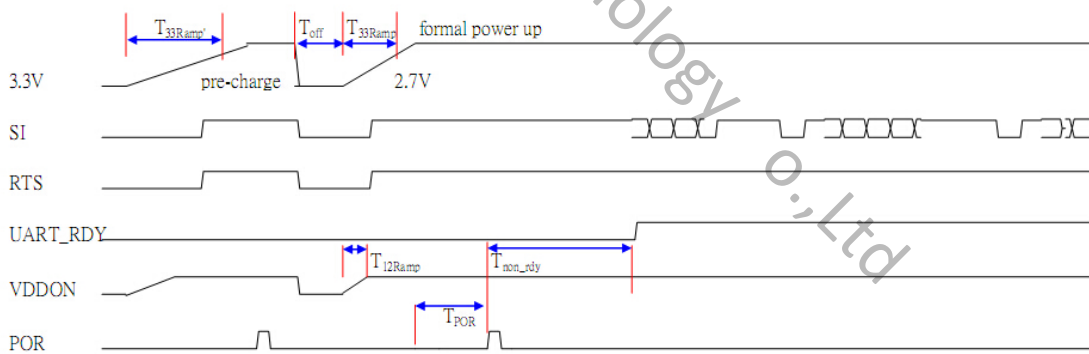 T33Ramp' Toff T33Ramp formal power up
3.3V pre-charge 2.7V
SI
RTS
UART_RDY
T12Ramp Tnon_rdy
VDDON
TPOR
POR
nology
o., Ltd